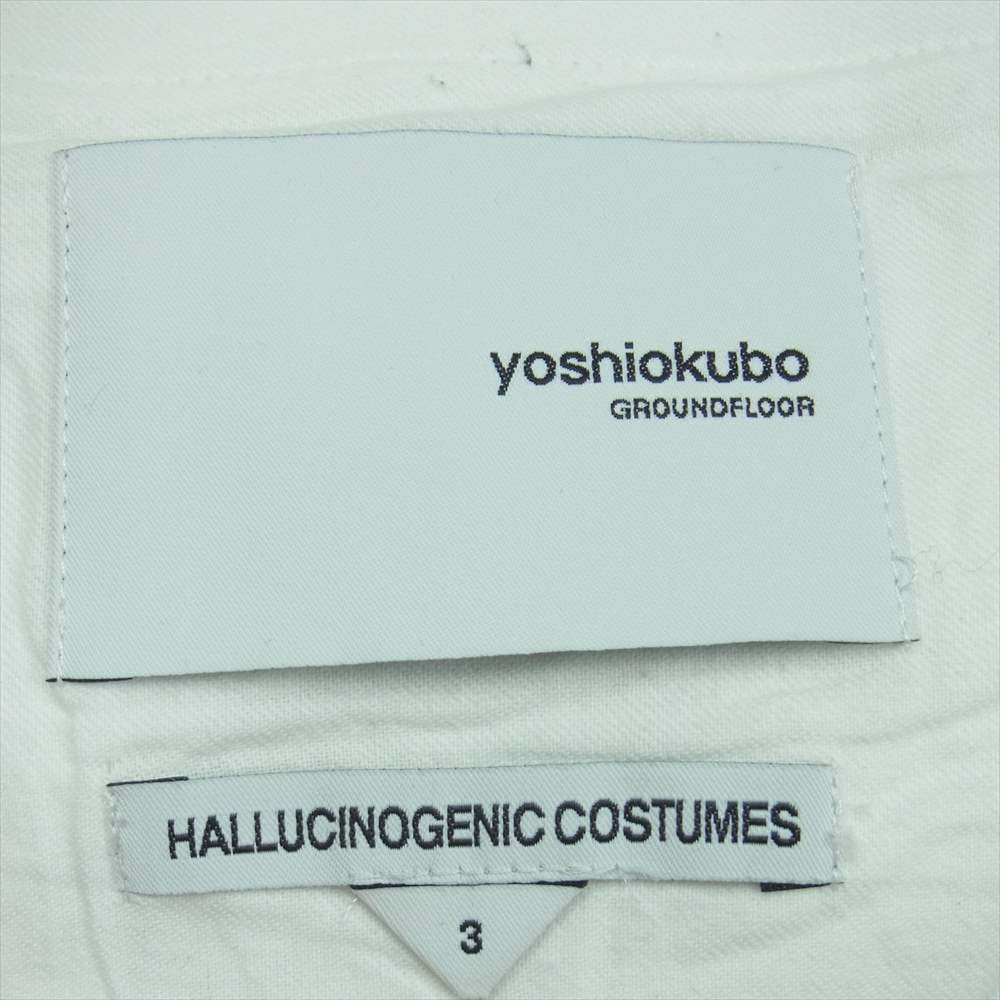 yoshiokubo
GROUNDFLOOR
HALLUCINOGENIC COSTUMES
3